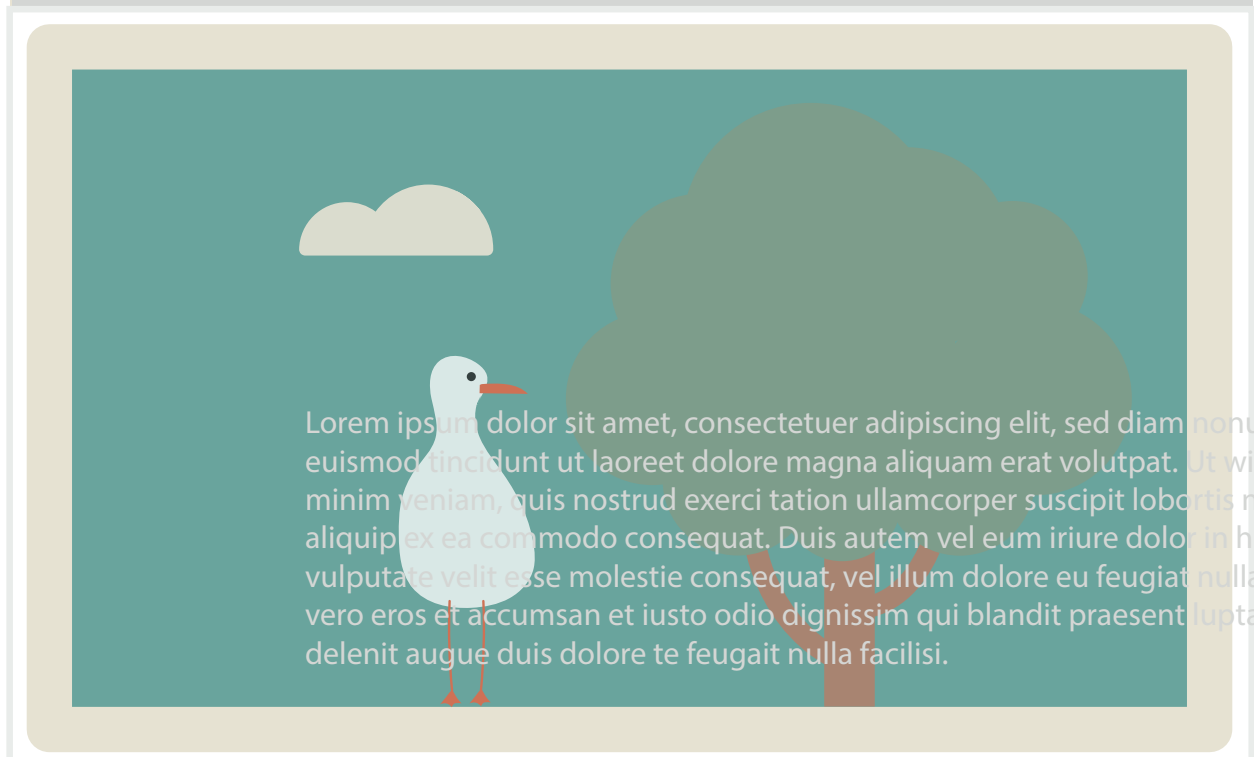 Lorem ipsum dolor sit amet, consectetuer adipiscing elit, sed diam nonu
euismod tincidunt ut laoreet dolore magna aliquam erat volutpat. Ut wi
minim veniam, quis nostrud exerci tation ullamcorper suscipit lobortis n
aliquip ex ea commodo consequat. Duis autem vel eum iriure dolor in h
vulputate velit esse molestie consequat, vel illum dolore eu feugiat nulla
vero eros et accumsan et iusto odio dignissim qui blandit praesent lupta
delenit augue duis dolore te feugait nulla facilisi.